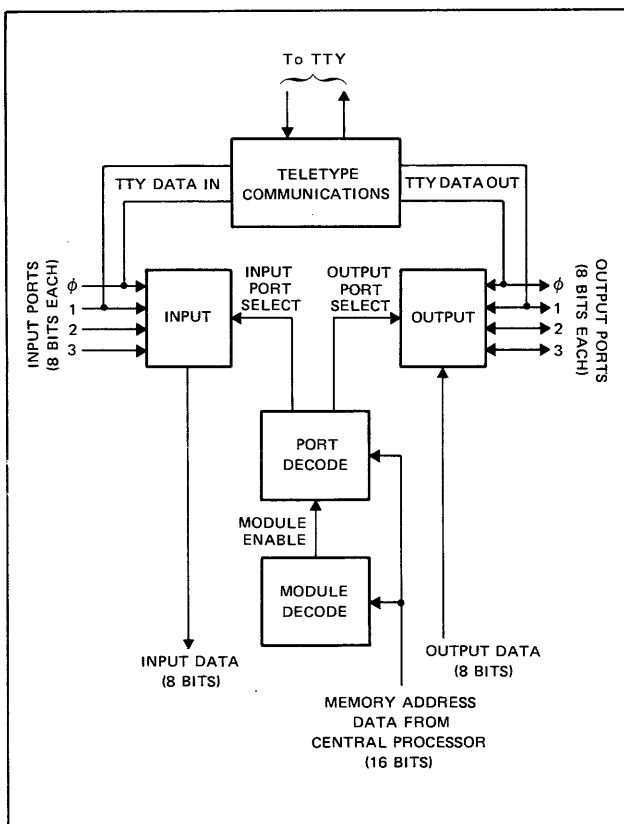 To TTY
TELETYPE
COMMUNICATIONS
TTY DATA IN
TTY DATA OUT
INPUT PORTS
(8 BITS EACH)
ϕ
1
2
3
INPUT
INPUT
PORT
SELECT
OUTPUT
PORT
SELECT
OUTPUT
ϕ
1
2
3
OUTPUT PORTS
(8 BITS EACH)
PORT
DECODE
MODULE
ENABLE
MODULE
DECODE
INPUT DATA
(8 BITS)
OUTPUT DATA
(8 BITS)
MEMORY ADDRESS
DATA FROM
CENTRAL PROCESSOR
(16 BITS)